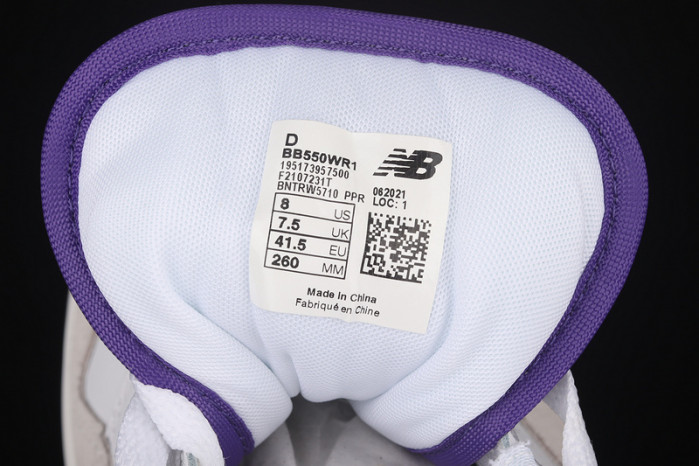 D
BB550WR1
195173957500
F2107231T
BNTRW5710 PPR
NB
062021
LOC: 1
8 US
7.5 UK
41.5 EU
260 MM
Made in China
Fabriqué en Chine